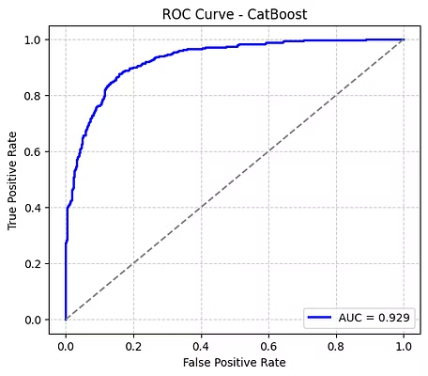 ROC Curve - CatBoost
True Positive Rate
1.0
0.8
0.6
0.4
0.2
0.0
0.0 0.2 0.4 0.6 0.8 1.0
False Positive Rate
AUC = 0.929